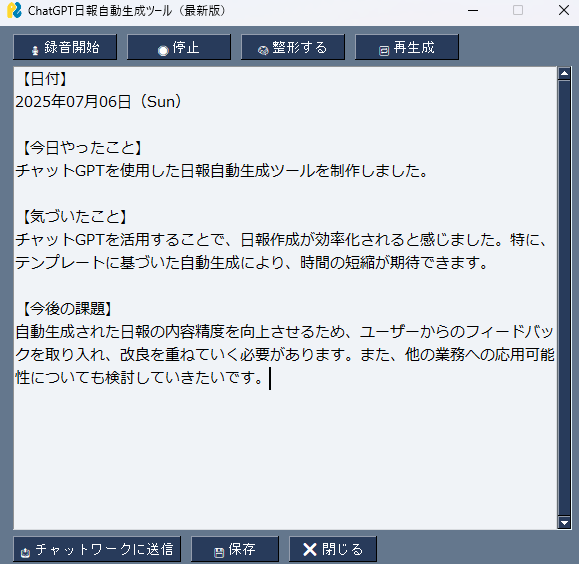 ChatGPT日報自動生成ツール（最新版）
録音開始 停止 整形する 再生成
【日付】
2025年07月06日（Sun）
【今日やったこと】
チャットGPTを使用した日報自動生成ツールを制作しました。
【気づいたこと】
チャットGPTを活用することで、日報作成が効率化されると感じました。特に、
テンプレートに基づいた自動生成により、時間の短縮が期待できます。
【今後の課題】
自動生成された日報の内容精度を向上させるため、ユーザーからのフィードバッ
クを取り入れ、改良を重ねていく必要があります。また、他の業務への応用可能
性についても検討していきたいです。
チャットワークに送信 保存 閉じる